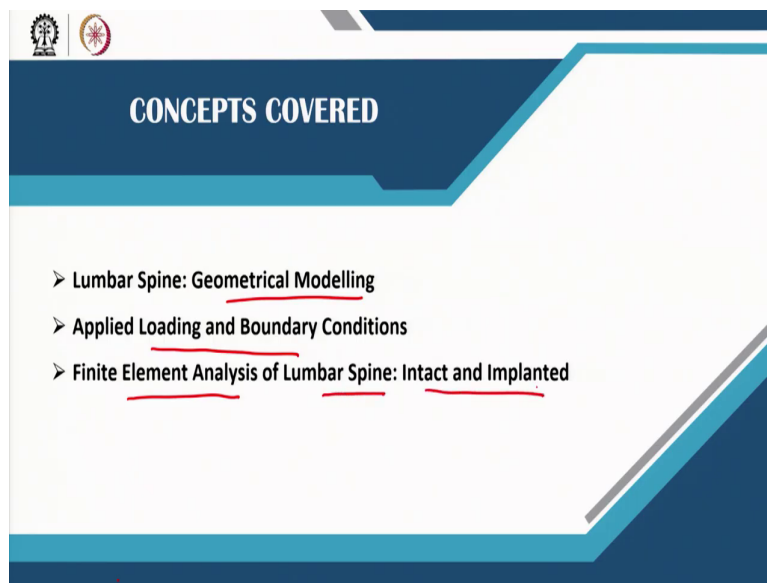 CONCEPTS COVERED
➢ Lumbar Spine: Geometrical Modelling
➢ Applied Loading and Boundary Conditions
➢ Finite Element Analysis of Lumbar Spine: Intact and Implanted